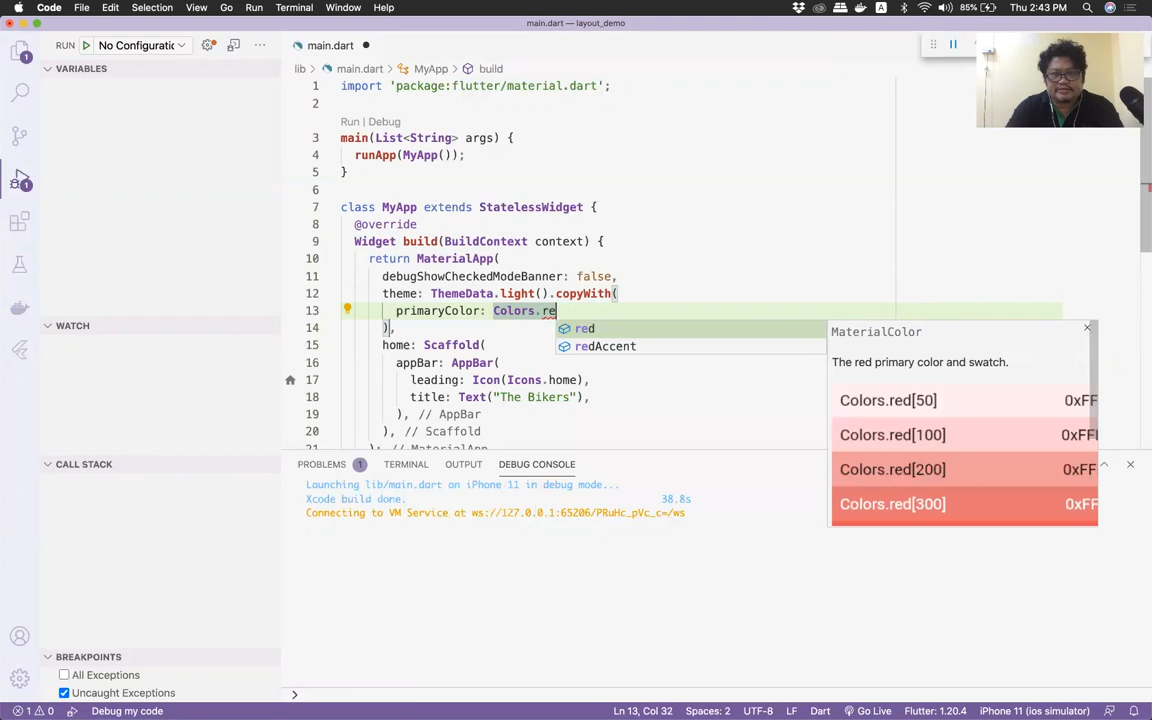 Code File Edit Selection View Go Run Terminal Window Help 85% Thu 2:43 PM
main.dart — layout_demo
RUN No Configuratic main.dart
VARIABLES
lib > main.dart > MyApp > build
1 import 'package:flutter/material.dart';
2
Run | Debug
3 main(List<String> args) {
4 runApp(MyApp());
5 }
6
7 class MyApp extends StatelessWidget {
8 @override
9 Widget build(BuildContext context) {
10 return MaterialApp(
11 debugShowCheckedModeBanner: false,
12 theme: ThemeData.light().copyWith(
13 primaryColor: Colors.re
14 ),
15 home: Scaffold(
16 appBar: AppBar(
17 leading: Icon(Icons.home),
18 title: Text("The Bikers"),
19 ), // AppBar
20 ), // Scaffold
21 ); // MaterialApp
red
redAccent
MaterialColor
The red primary color and swatch.
Colors.red[50] 0xFF
Colors.red[100] 0xFF
Colors.red[200] 0xFF
Colors.red[300] 0xFF
WATCH
CALL STACK
BREAKPOINTS
All Exceptions
Uncaught Exceptions
PROBLEMS 1 TERMINAL OUTPUT DEBUG CONSOLE
Launching lib/main.dart on iPhone 11 in debug mode...
Xcode build done. 38.8s
Connecting to VM Service at ws://127.0.0.1:65206/PRuHc_pVc_c=/ws
1 0 Debug my code Ln 13, Col 32 Spaces: 2 UTF-8 LF Dart Go Live Flutter: 1.20.4 iPhone 11 (ios simulator)